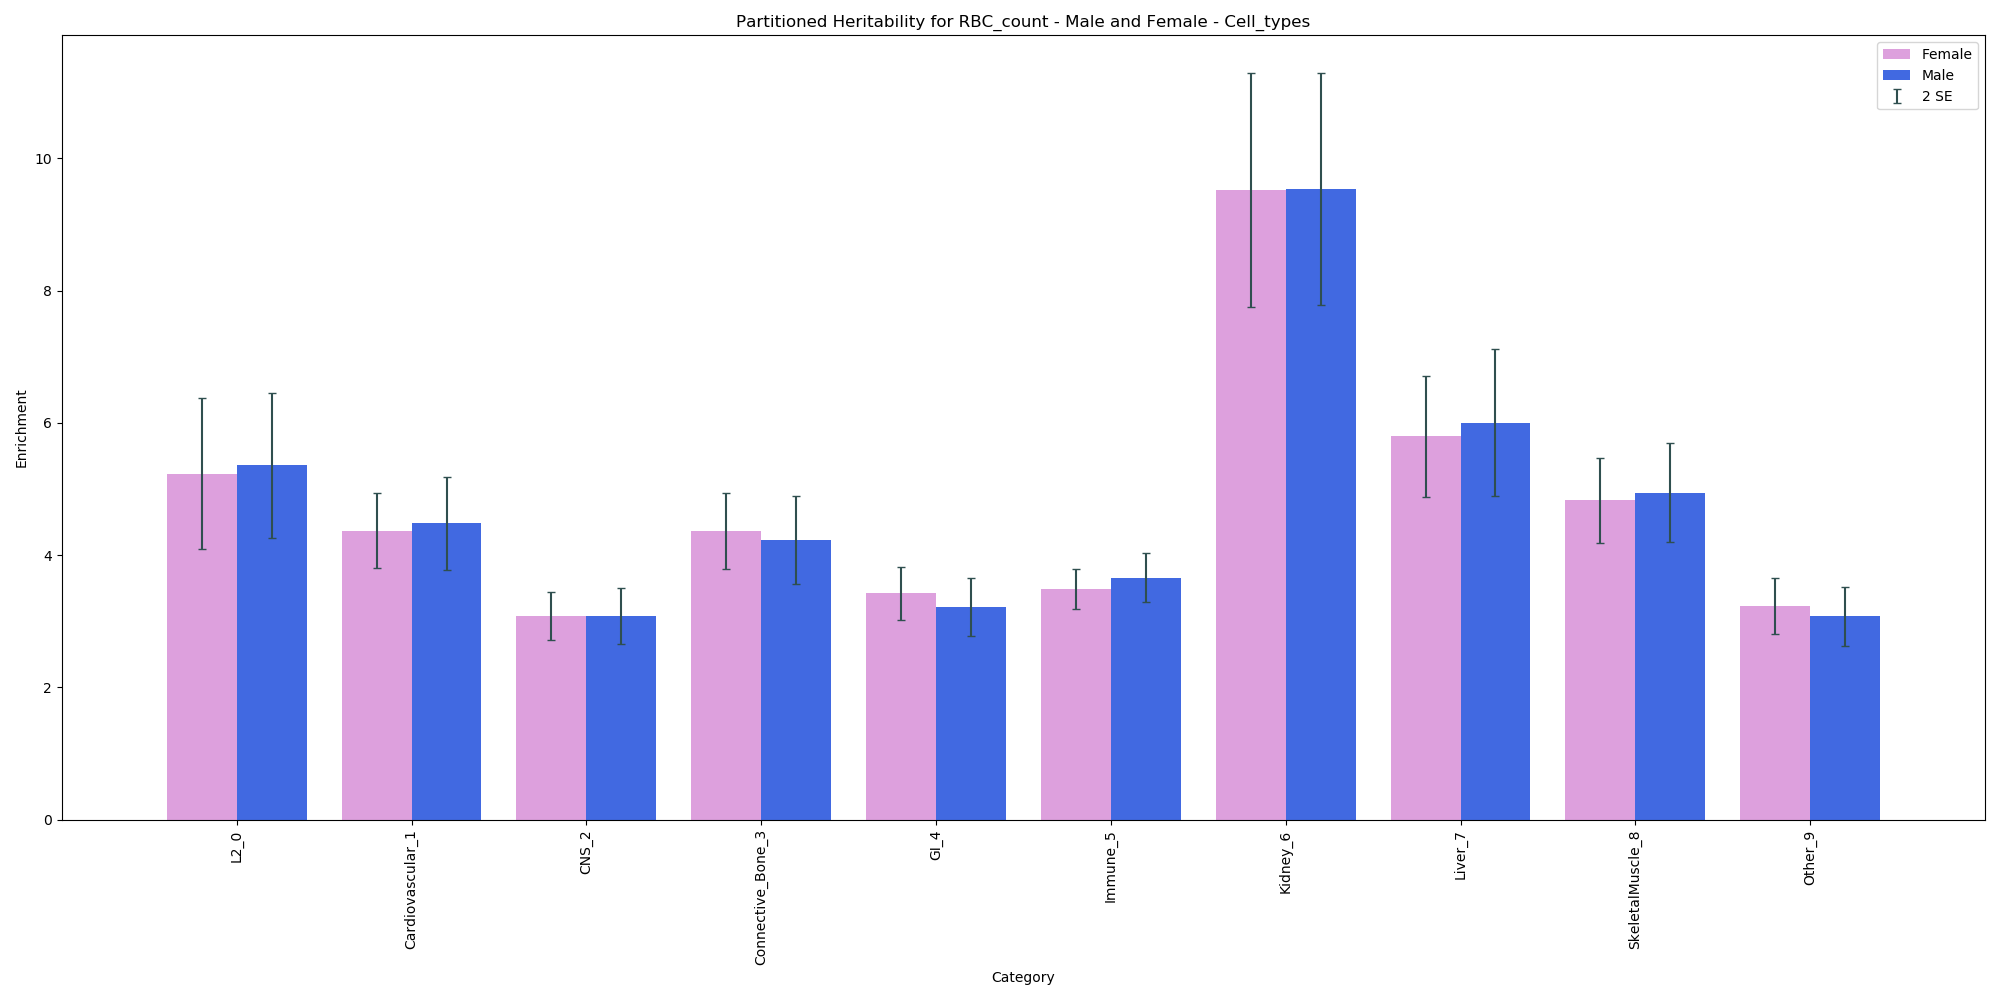 Partitioned Heritability for RBC_count - Male and Female - Cell_types
Female
Male
2 SE
Enrichment
10
8
6
4
2
0
L2_0
Cardiovascular_1
CNS_2
Connective_Bone_3
GI_4
Immune_5
Kidney_6
Liver_7
SkeletalMuscle_8
Other_9
Category